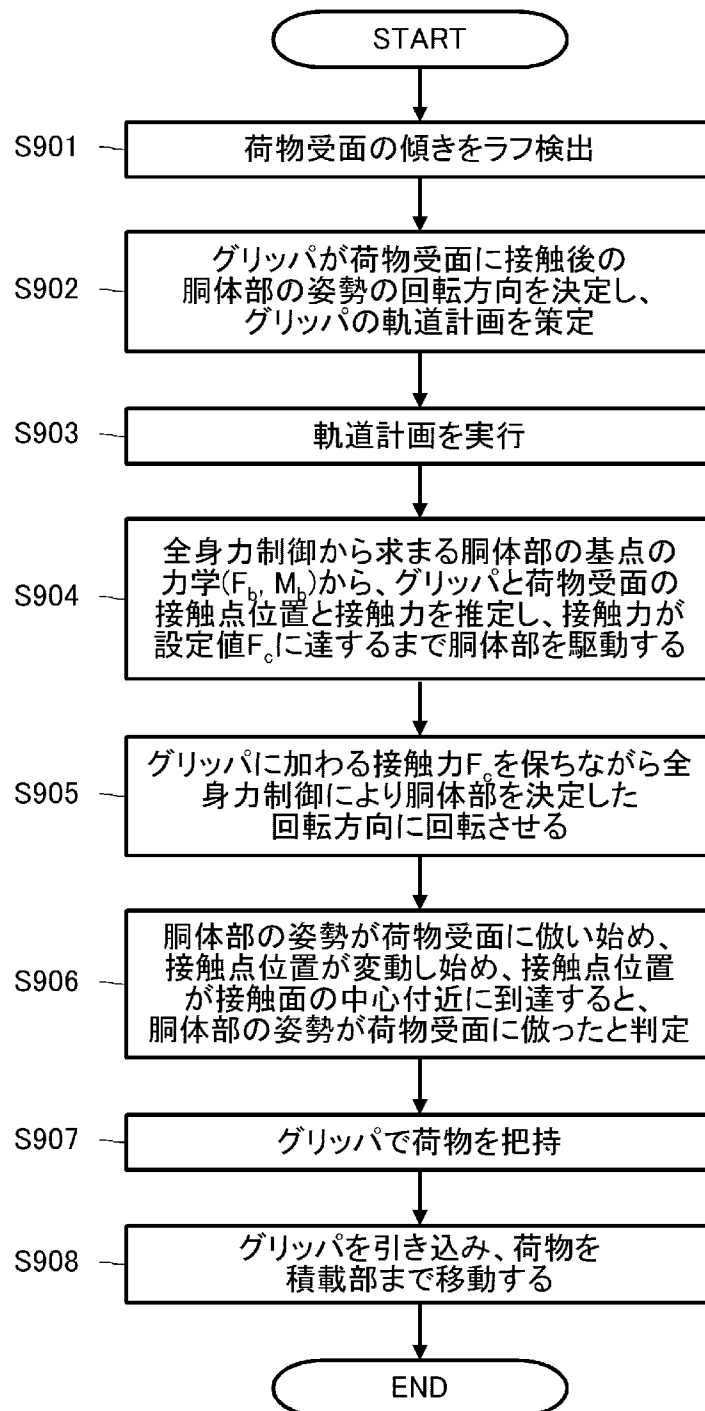 START
S901
荷物受面の傾きをラフ検出
S902
グリッパが荷物受面に接触後の
胴体部の姿勢の回転方向を決定し、
グリッパの軌道計画を策定
S903
軌道計画を実行
S904
全身力制御から求まる胴体部の基点の
力学(Fb, Mb)から、グリッパと荷物受面の
接触点位置と接触力を推定し、接触力が
設定値Fcに達するまで胴体部を駆動する
S905
グリッパに加わる接触力Fcを保ちながら全
身力制御により胴体部を決定した
回転方向に回転させる
S906
胴体部の姿勢が荷物受面に倣い始め、
接触点位置が変動し始め、接触点位置
が接触面の中心付近に到達すると、
胴体部の姿勢が荷物受面に倣ったと判定
S907
グリッパで荷物を把持
S908
グリッパを引き込み、荷物を
積載部まで移動する
END